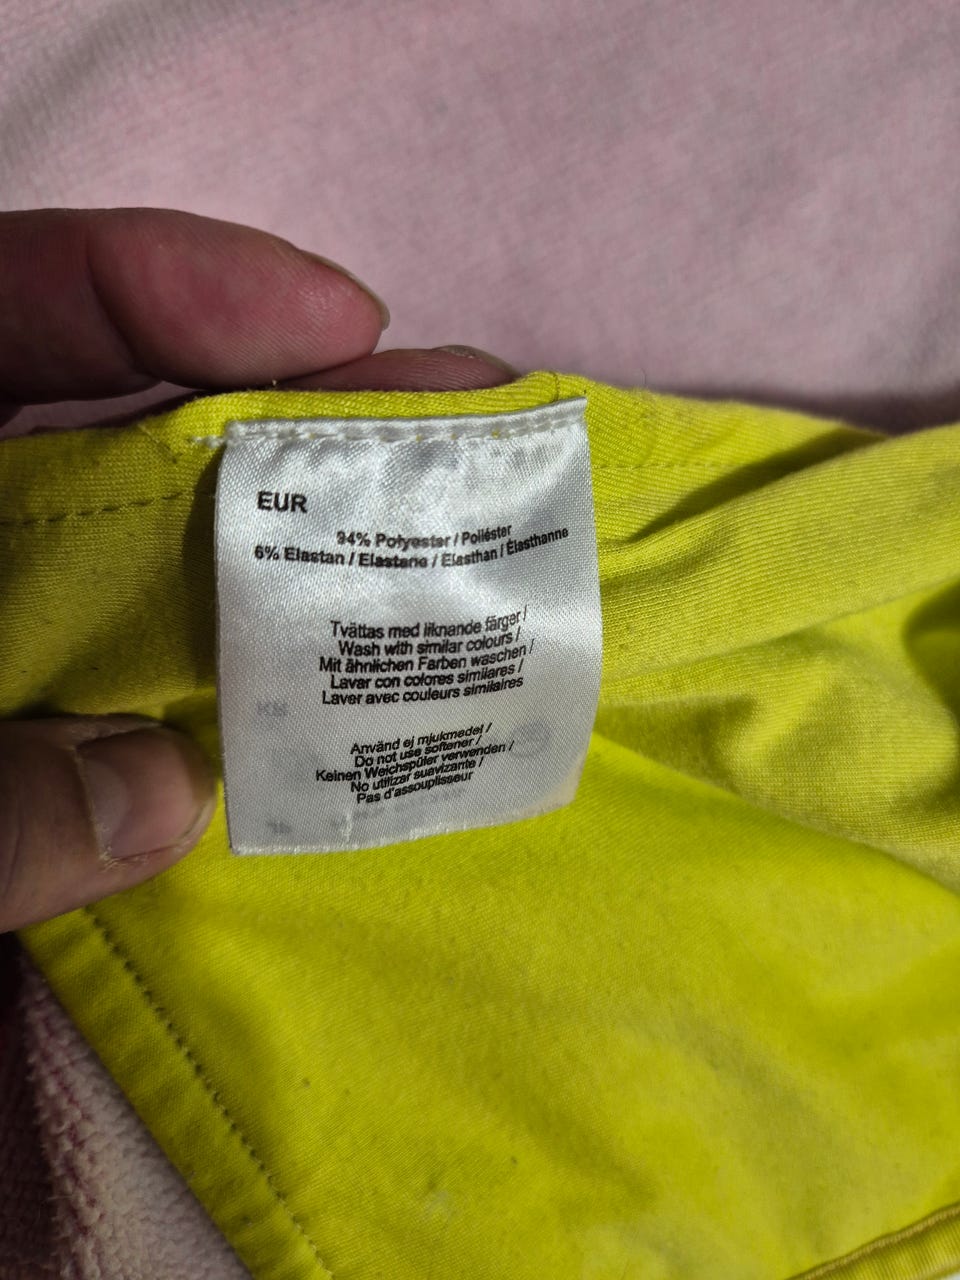 EUR
94% Polyester / Poliéster
6% Elastan / Elastane / Elasthan / Élasthanne
Tvättas med liknande färger /
Wash with similar colours /
Mit ähnlichen Farben waschen /
Lavar con colores similares /
Laver avec couleurs similaires
Använd ej mjukmedel /
Do not use softener /
Keinen Weichspüler verwenden /
No utilizar suavizante /
Pas d'assouplisseur